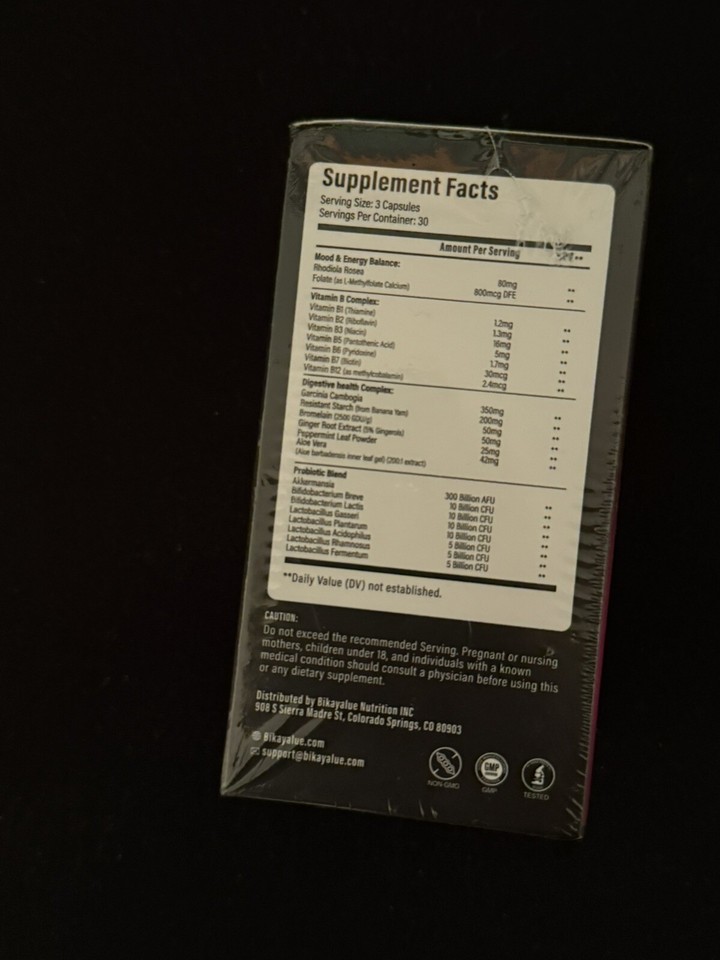 Supplement Facts
Serving Size: 3 Capsules
Servings Per Container: 30
Amount Per Serving
Mood & Energy Balance:
Rhodiola Rosea 80mg **
Folate (as L-Methylfolate Calcium) 800mcg DFE **
Vitamin B Complex:
Vitamin B1 (Thiamine) 1.2mg **
Vitamin B2 (Riboflavin) 1.3mg **
Vitamin B3 (Niacin) 16mg **
Vitamin B5 (Pantothenic Acid) 5mg **
Vitamin B6 (Pyridoxine) 1.7mg **
Vitamin B7 (Biotin) 30mcg **
Vitamin B12 (as methylcobalamin) 2.4mcg **
Digestive health Complex:
Garcinia Cambogia 350mg **
Resistant Starch (from Banana Yam) 200mg **
Bromelain (2500 GDU/g) 50mg **
Ginger Root Extract (5% Gingerols) 50mg **
Peppermint Leaf Powder 25mg **
Aloe Vera 42mg **
(Aloe barbadensis inner leaf gel) (200:1 extract)
Probiotic Blend
Akkermansia 300 Billion AFU **
Bifidobacterium Breve 10 Billion CFU **
Bifidobacterium Lactis 10 Billion CFU **
Lactobacillus Gasseri 10 Billion CFU **
Lactobacillus Plantarum 10 Billion CFU **
Lactobacillus Acidophilus 5 Billion CFU **
Lactobacillus Rhamnosus 5 Billion CFU **
Lactobacillus Fermentum 5 Billion CFU **
**Daily Value (DV) not established.
CAUTION:
Do not exceed the recommended Serving. Pregnant or nursing
mothers, children under 18, and individuals with a known
medical condition should consult a physician before using this
or any dietary supplement.
Distributed by Bikayalue Nutrition INC
908 S Sierra Madre St, Colorado Springs, CO 80903
Bikayalue.com
support@bikayalue.com
NON-GMO
GMP
GMP
TESTED